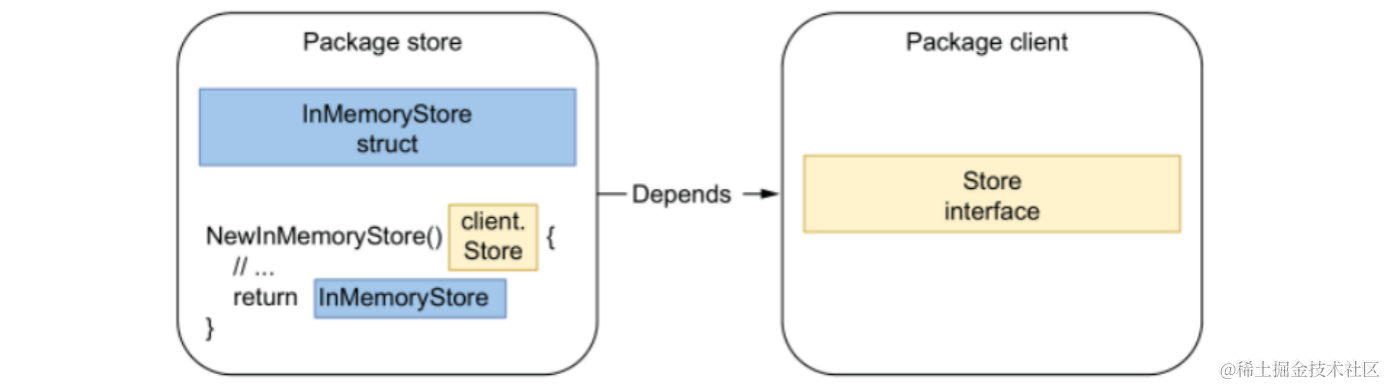 Package store
InMemoryStore
struct
NewInMemoryStore() client. {
Store
// ...
return InMemoryStore
}
Depends
Package client
Store
interface
@稀土掘金技术社区